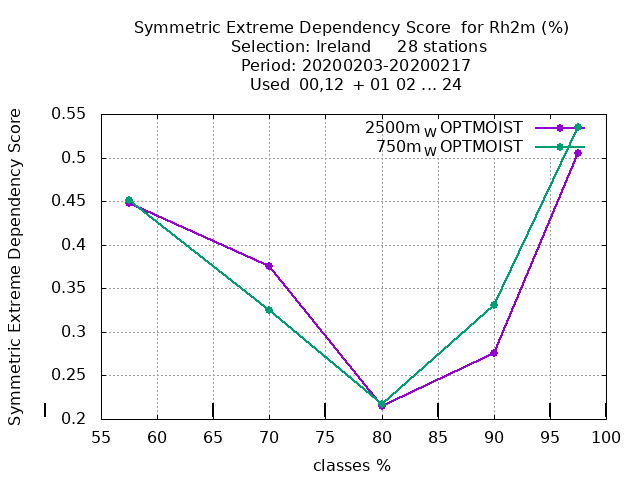 Symmetric Extreme Dependency Score for Rh2m (%)
Selection: Ireland 28 stations
Period: 20200203-20200217
Used 00,12 + 01 02 ... 24
2500m W OPTMOIST
750m W OPTMOIST
Symmetric Extreme Dependency Score
0.55
0.5
0.45
0.4
0.35
0.3
0.25
0.2
55 60 65 70 75 80 85 90 95 100
classes %